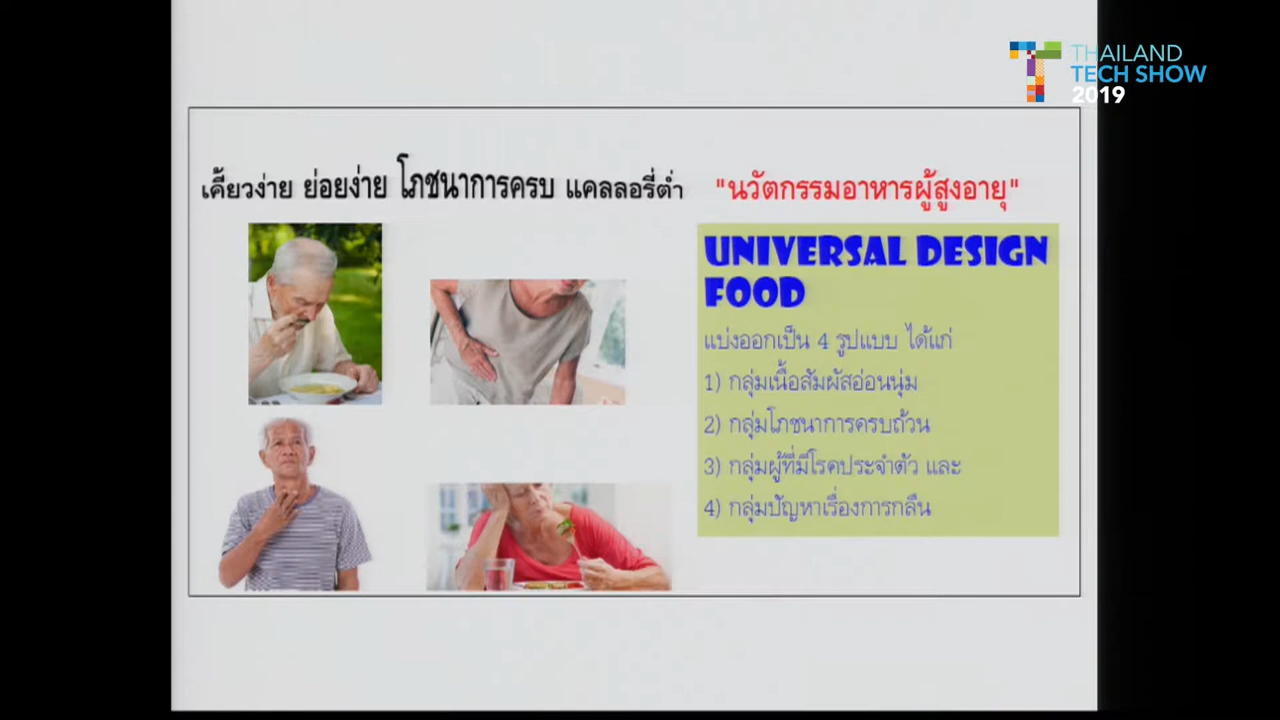 THAILAND
TECH SHOW
2019
เคี้ยวง่าย ย่อยง่าย โภชนาการครบ แคลลอรี่ต่ำ
"นวัตกรรมอาหารผู้สูงอายุ"
UNIVERSAL DESIGN
FOOD
แบ่งออกเป็น 4 รูปแบบ ได้แก่
1) กลุ่มเนื้อสัมผัสอ่อนนุ่ม
2) กลุ่มโภชนาการครบถ้วน
3) กลุ่มผู้ที่มีโรคประจำตัว และ
4) กลุ่มปัญหาเรื่องการกลืน